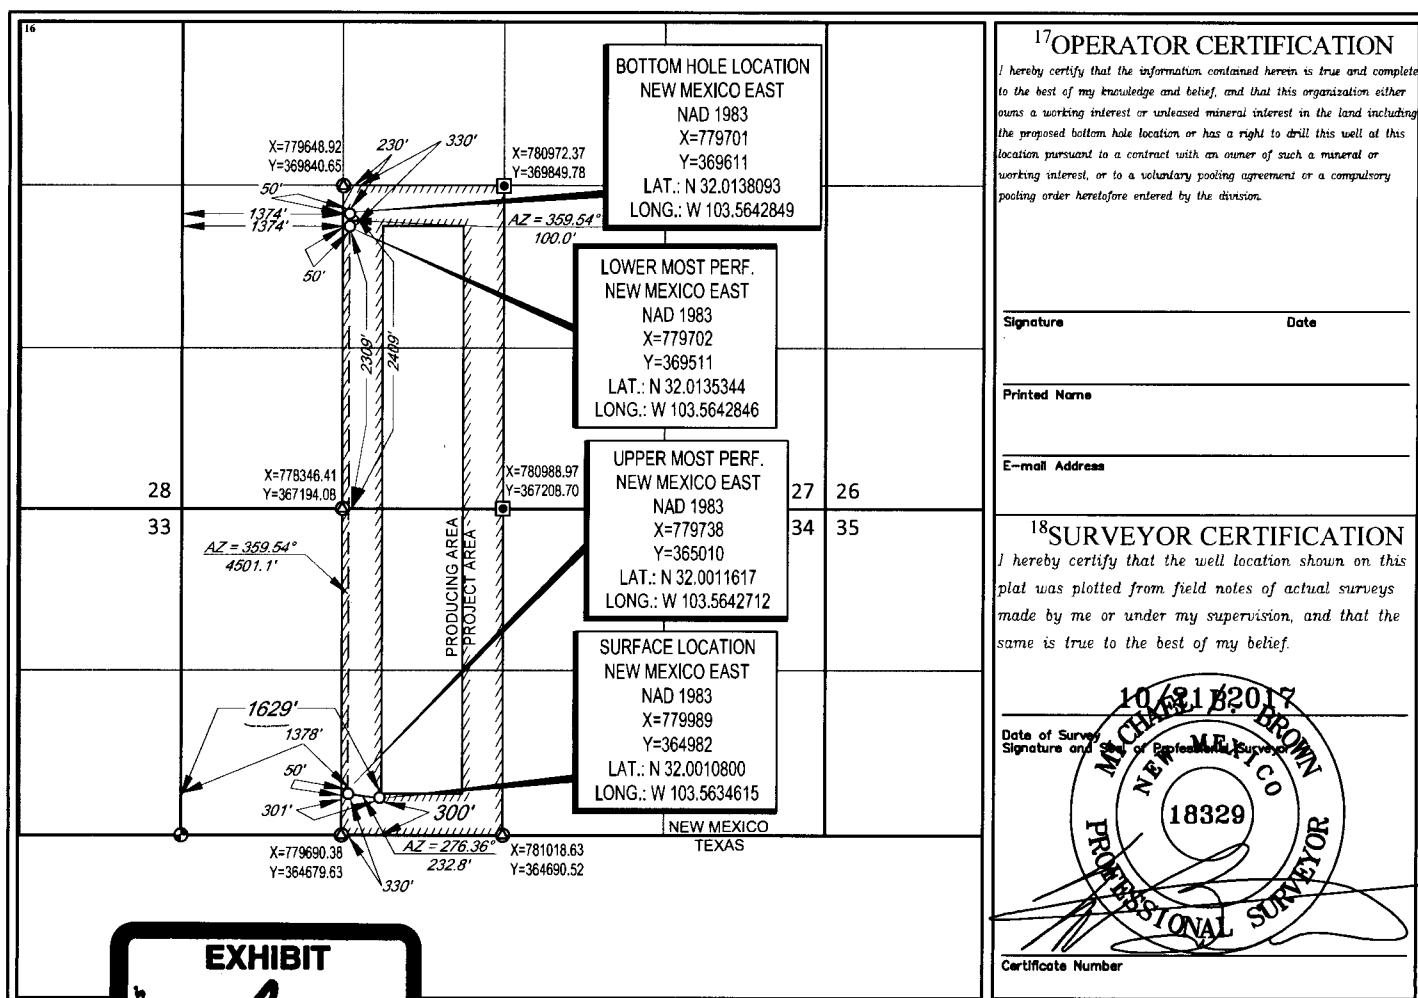 16
BOTTOM HOLE LOCATION
NEW MEXICO EAST
NAD 1983
X=779701
Y=369611
LAT.: N 32.0138093
LONG.: W 103.5642849
X=779648.92
Y=369840.65
230'
330'
X=780972.37
Y=369849.78
50'
1374'
1374'
AZ = 359.54°
100.0'
50'
LOWER MOST PERF.
NEW MEXICO EAST
NAD 1983
X=779702
Y=369511
LAT.: N 32.0135344
LONG.: W 103.5642846
2309'
2409'
X=778346.41
Y=367194.08
X=780988.97
Y=367208.70
28
33
27
26
34
35
UPPER MOST PERF.
NEW MEXICO EAST
NAD 1983
X=779738
Y=365010
LAT.: N 32.0011617
LONG.: W 103.5642712
AZ = 359.54°
4501.1'
PRODUCING AREA
PROJECT AREA
SURFACE LOCATION
NEW MEXICO EAST
NAD 1983
X=779989
Y=364982
LAT.: N 32.0010800
LONG.: W 103.5634615
1629'
1378'
50'
301'
300'
NEW MEXICO
TEXAS
X=779690.38
Y=364679.63
330'
AZ = 276.36°
232.8'
X=781018.63
Y=364690.52
EXHIBIT
17OPERATOR CERTIFICATION
I hereby certify that the information contained herein is true and complete
to the best of my knowledge and belief, and that this organization either
owns a working interest or unleased mineral interest in the land including
the proposed bottom hole location or has a right to drill this well at this
location pursuant to a contract with an owner of such a mineral or
working interest, or to a voluntary pooling agreement or a compulsory
pooling order heretofore entered by the division.
Signature
Date
Printed Name
E-mail Address
18SURVEYOR CERTIFICATION
I hereby certify that the well location shown on this
plat was plotted from field notes of actual surveys
made by me or under my supervision, and that the
same is true to the best of my belief.
10/21/2017
Date of Survey
Signature and Seal of Professional Surveyor
MICHAEL B. BROWN
NEW MEXICO
18329
PROFESSIONAL SURVEYOR
Certificate Number